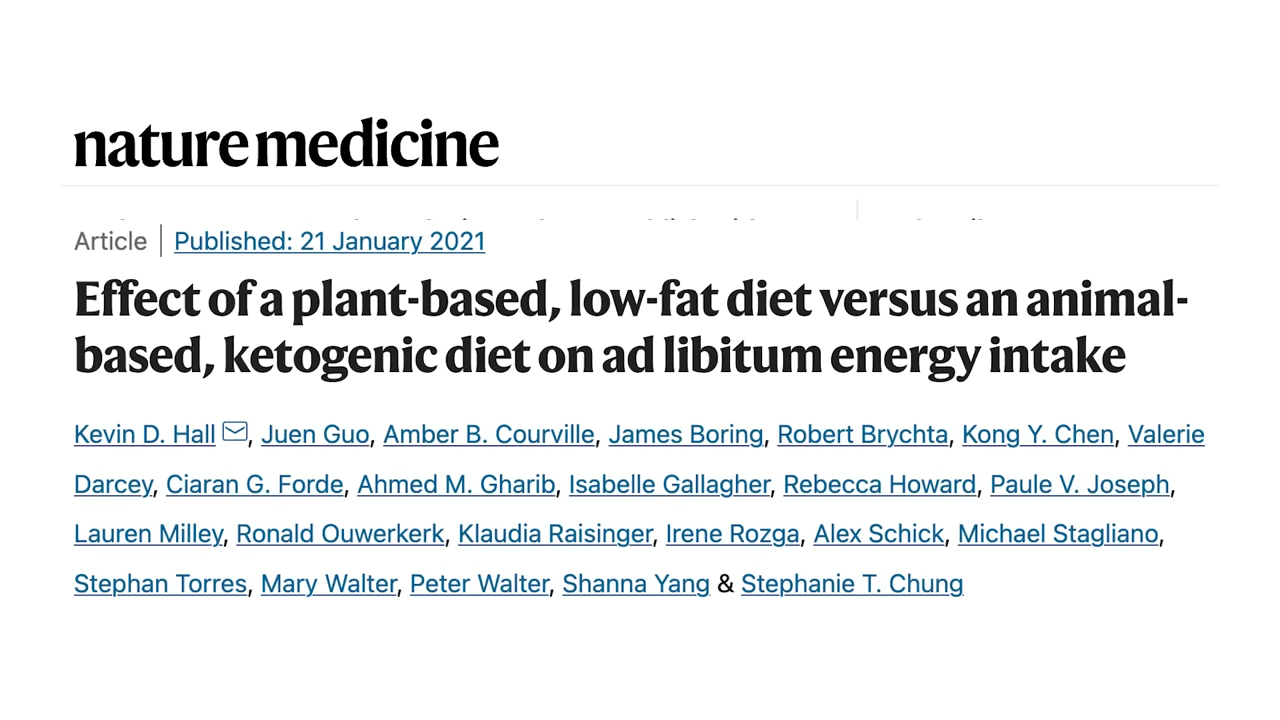 nature medicine
Article | Published: 21 January 2021
Effect of a plant-based, low-fat diet versus an animal-
based, ketogenic diet on ad libitum energy intake
Kevin D. Hall, Juen Guo, Amber B. Courville, James Boring, Robert Brychta, Kong Y. Chen, Valerie
Darcey, Ciaran G. Forde, Ahmed M. Gharib, Isabelle Gallagher, Rebecca Howard, Paule V. Joseph,
Lauren Milley, Ronald Ouwerkerk, Klaudia Raisinger, Irene Rozga, Alex Schick, Michael Stagliano,
Stephan Torres, Mary Walter, Peter Walter, Shanna Yang & Stephanie T. Chung